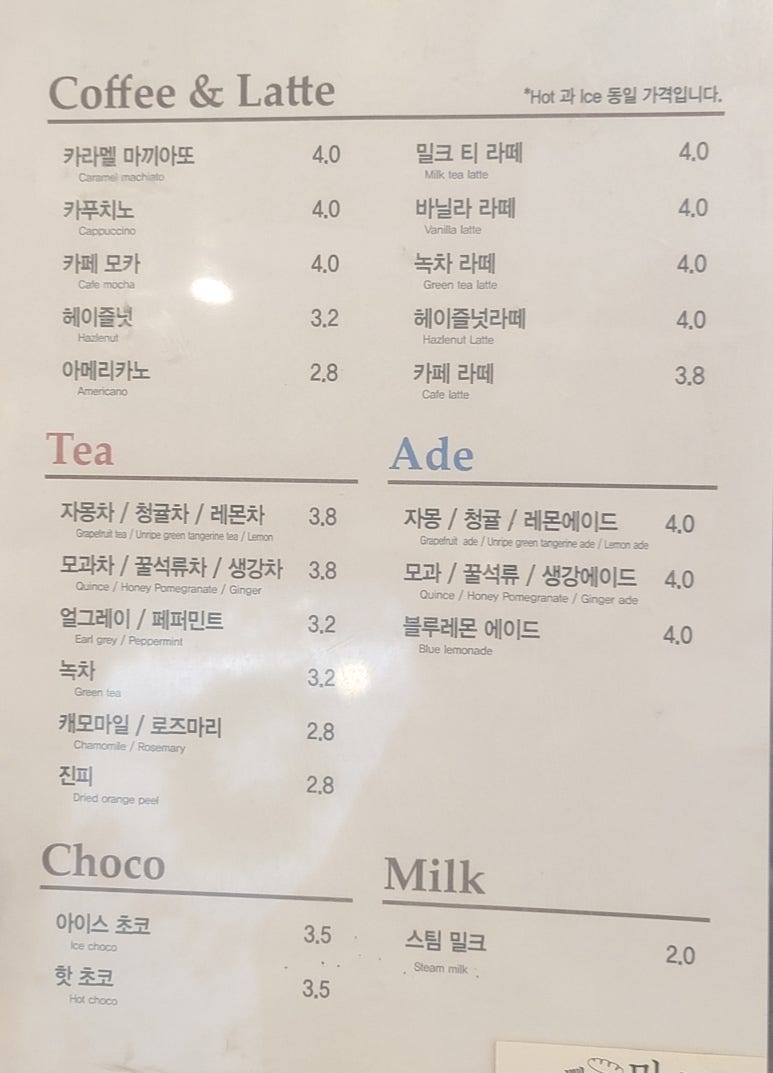 Coffee & Latte
*Hot 과 Ice 동일 가격입니다.
카라멜 마끼아또 4.0
Caramel machiato
카푸치노 4.0
Cappuccino
카페 모카 4.0
Cafe mocha
헤이즐넛 3.2
Hazlenut
아메리카노 2.8
Americano
밀크 티 라떼 4.0
Milk tea latte
바닐라 라떼 4.0
Vanilla latte
녹차 라떼 4.0
Green tea latte
헤이즐넛라떼 4.0
Hazlenut Latte
카페 라떼 3.8
Cafe latte
Tea
자몽차 / 청귤차 / 레몬차 3.8
Grapefruit tea / Unripe green tangerine tea / Lemon
모과차 / 꿀석류차 / 생강차 3.8
Quince / Honey Pomegranate / Ginger
얼그레이 / 페퍼민트 3.2
Earl grey / Peppermint
녹차 3.2
Green tea
캐모마일 / 로즈마리 2.8
Chamomile / Rosemary
진피 2.8
Dried orange peel
Ade
자몽 / 청귤 / 레몬에이드 4.0
Grapefruit ade / Unripe green tangerine ade / Lemon ade
모과 / 꿀석류 / 생강에이드 4.0
Quince / Honey Pomegranate / Ginger ade
블루레몬 에이드 4.0
Blue lemonade
Choco
아이스 초코 3.5
Ice choco
핫 초코 3.5
Hot choco
Milk
스팀 밀크 2.0
Steam milk